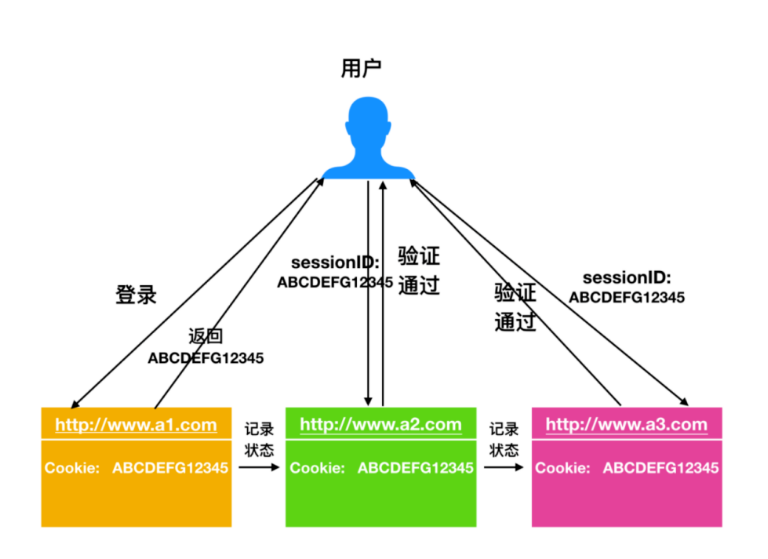 用户
sessionID:
ABCDEFG12345
验证
通过
sessionID:
ABCDEFG12345
登录
验证
通过
返回
ABCDEFG12345
http://www.a1.com
记录
状态
http://www.a2.com
记录
状态
http://www.a3.com
Cookie: ABCDEFG12345
Cookie: ABCDEFG12345
Cookie: ABCDEFG12345